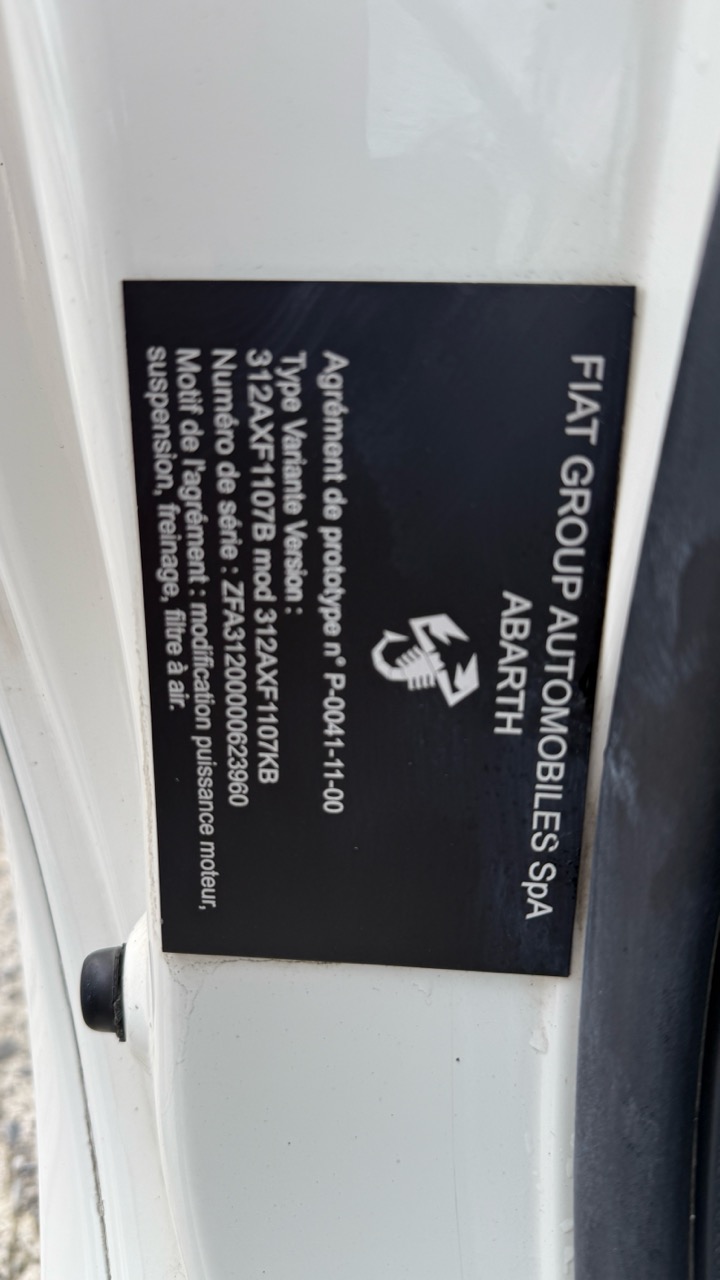 FIAT GROUP AUTOMOBILES SpA
ABARTH
Agrément de prototype n° P-0041-11-00
Type Variante Version :
312AXF1107B mod 312AXF1107KB
Numéro de série : ZFA31200000623960
Motif de l'agrément : modification puissance moteur,
suspension, freinage, filtre à air.